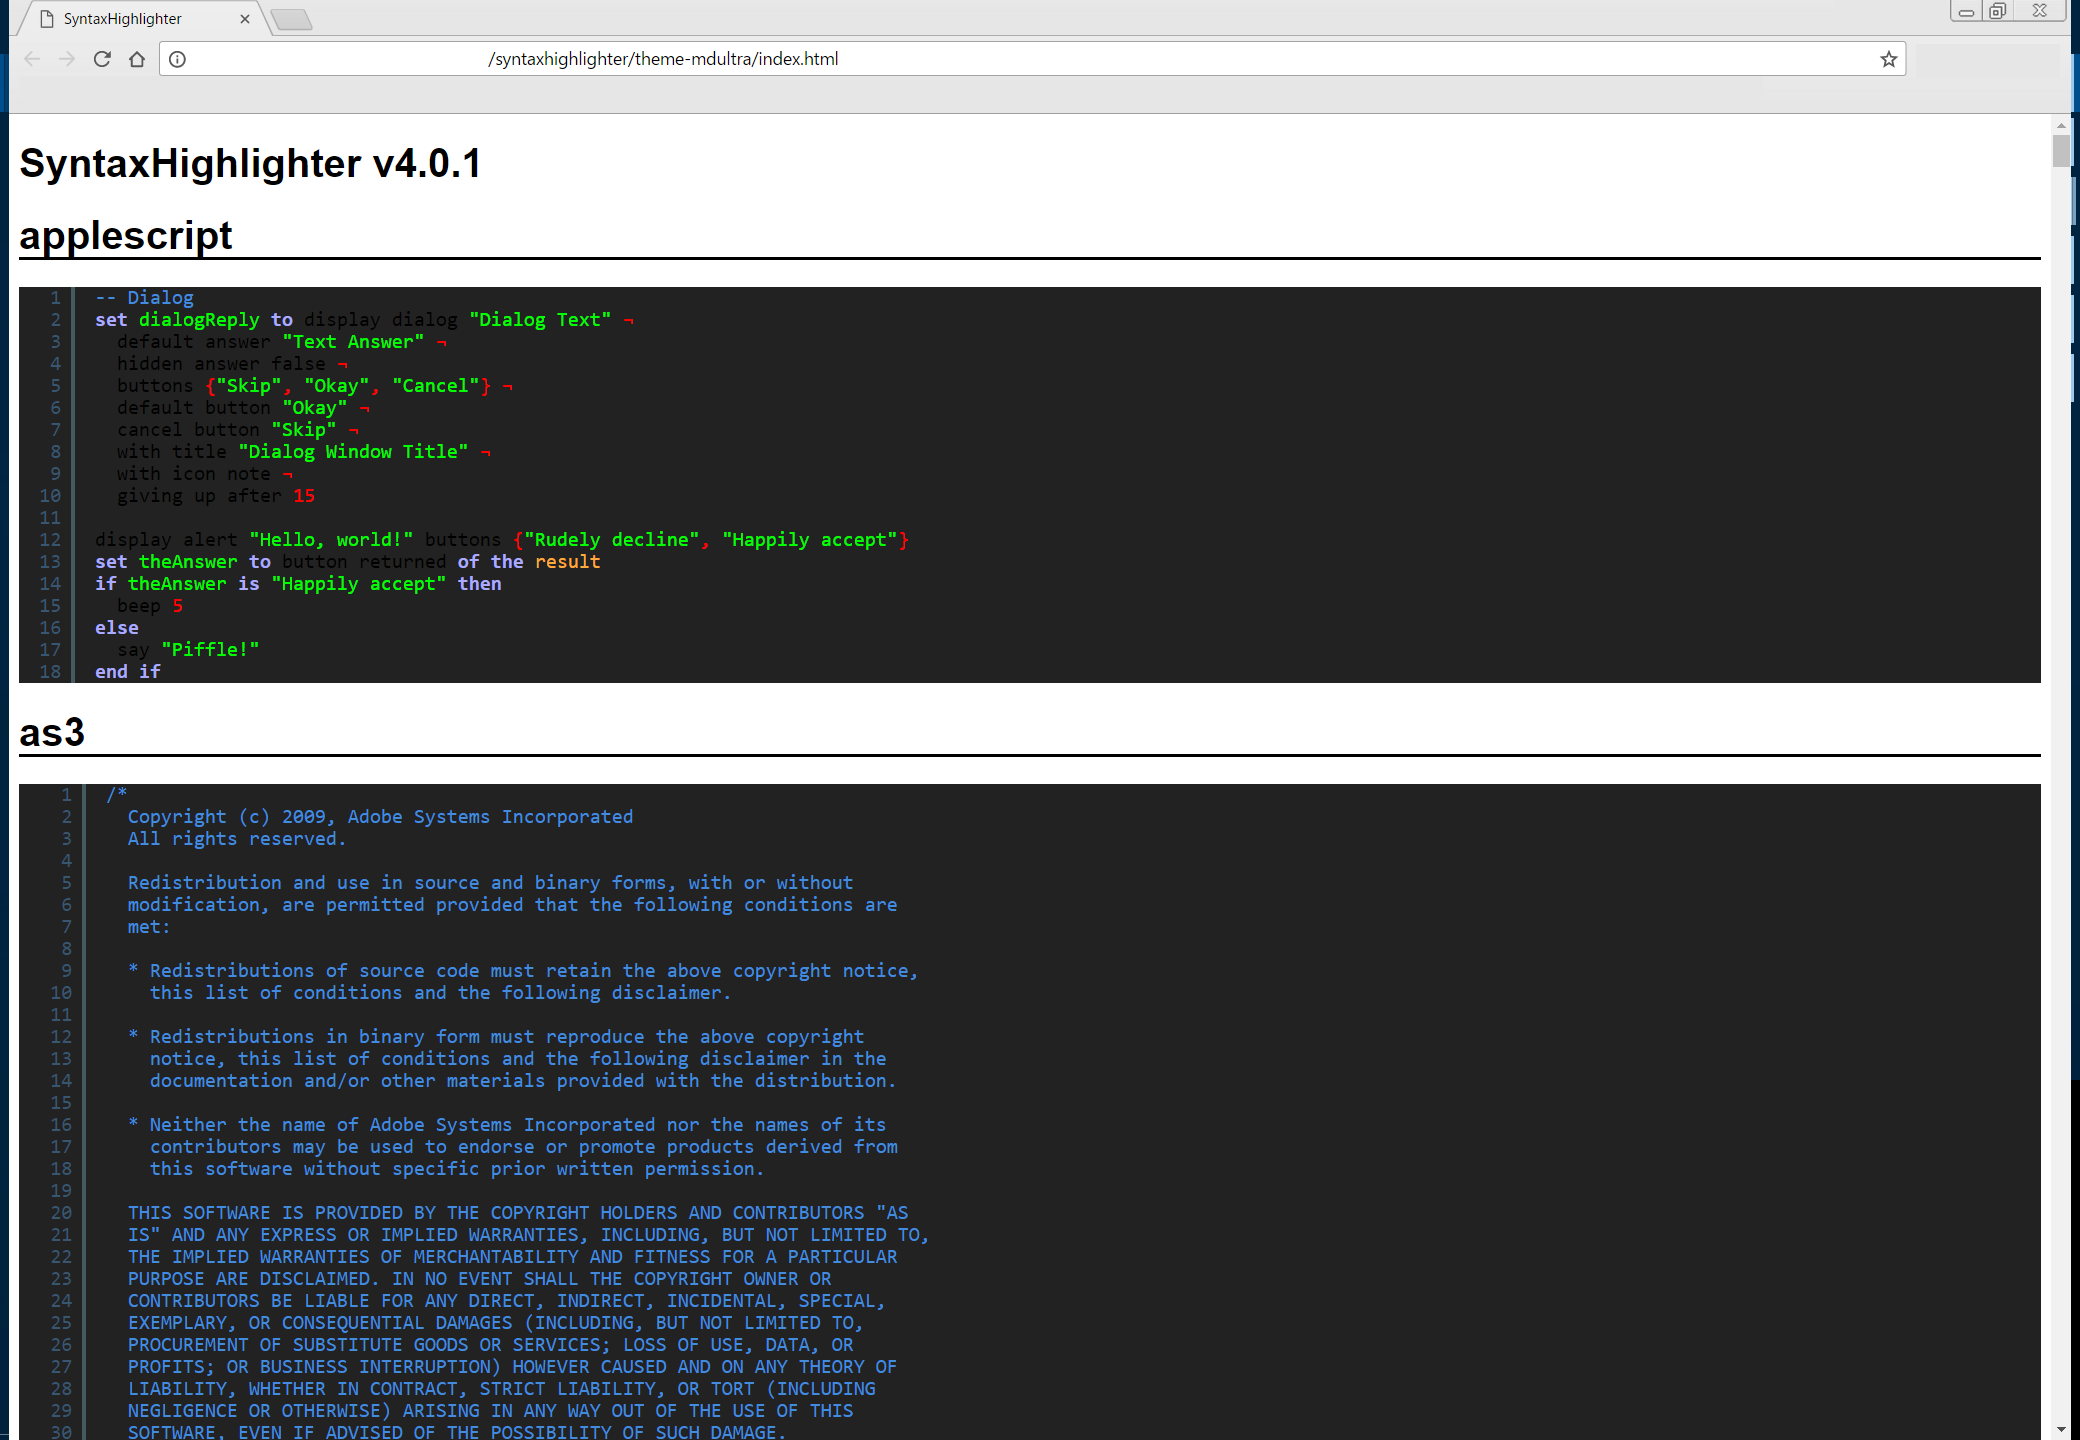 SyntaxHighlighter
/syntaxhighlighter/theme-mdultra/index.html
SyntaxHighlighter v4.0.1
applescript
1 -- Dialog
2 set dialogReply to display dialog "Dialog Text" ¬
3 default answer "Text Answer" ¬
4 hidden answer false ¬
5 buttons {"Skip", "Okay", "Cancel"} ¬
6 default button "Okay" ¬
7 cancel button "Skip" ¬
8 with title "Dialog Window Title" ¬
9 with icon note ¬
10 giving up after 15
11
12 display alert "Hello, world!" buttons {"Rudely decline", "Happily accept"}
13 set theAnswer to button returned of the result
14 if theAnswer is "Happily accept" then
15 beep 5
16 else
17 say "Piffle!"
18 end if
as3
1 /*
2 Copyright (c) 2009, Adobe Systems Incorporated
3 All rights reserved.
4
5 Redistribution and use in source and binary forms, with or without
6 modification, are permitted provided that the following conditions are
7 met:
8
9 * Redistributions of source code must retain the above copyright notice,
10 this list of conditions and the following disclaimer.
11
12 * Redistributions in binary form must reproduce the above copyright
13 notice, this list of conditions and the following disclaimer in the
14 documentation and/or other materials provided with the distribution.
15
16 * Neither the name of Adobe Systems Incorporated nor the names of its
17 contributors may be used to endorse or promote products derived from
18 this software without specific prior written permission.
19
20 THIS SOFTWARE IS PROVIDED BY THE COPYRIGHT HOLDERS AND CONTRIBUTORS "AS
21 IS" AND ANY EXPRESS OR IMPLIED WARRANTIES, INCLUDING, BUT NOT LIMITED TO,
22 THE IMPLIED WARRANTIES OF MERCHANTABILITY AND FITNESS FOR A PARTICULAR
23 PURPOSE ARE DISCLAIMED. IN NO EVENT SHALL THE COPYRIGHT OWNER OR
24 CONTRIBUTORS BE LIABLE FOR ANY DIRECT, INDIRECT, INCIDENTAL, SPECIAL,
25 EXEMPLARY, OR CONSEQUENTIAL DAMAGES (INCLUDING, BUT NOT LIMITED TO,
26 PROCUREMENT OF SUBSTITUTE GOODS OR SERVICES; LOSS OF USE, DATA, OR
27 PROFITS; OR BUSINESS INTERRUPTION) HOWEVER CAUSED AND ON ANY THEORY OF
28 LIABILITY, WHETHER IN CONTRACT, STRICT LIABILITY, OR TORT (INCLUDING
29 NEGLIGENCE OR OTHERWISE) ARISING IN ANY WAY OUT OF THE USE OF THIS
30 SOFTWARE, EVEN IF ADVISED OF THE POSSIBILITY OF SUCH DAMAGE.